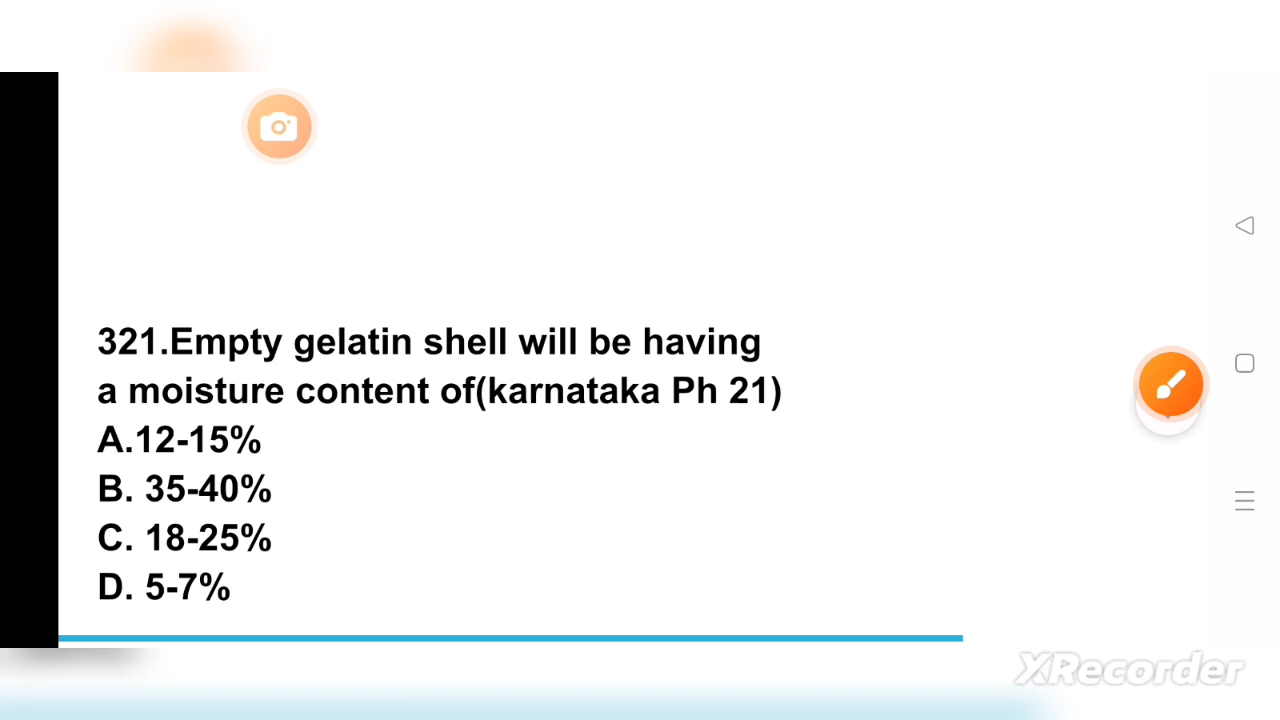 321.Empty gelatin shell will be having
a moisture content of(karnataka Ph 21)
A.12-15%
B. 35-40%
C. 18-25%
D. 5-7%
XRecorder